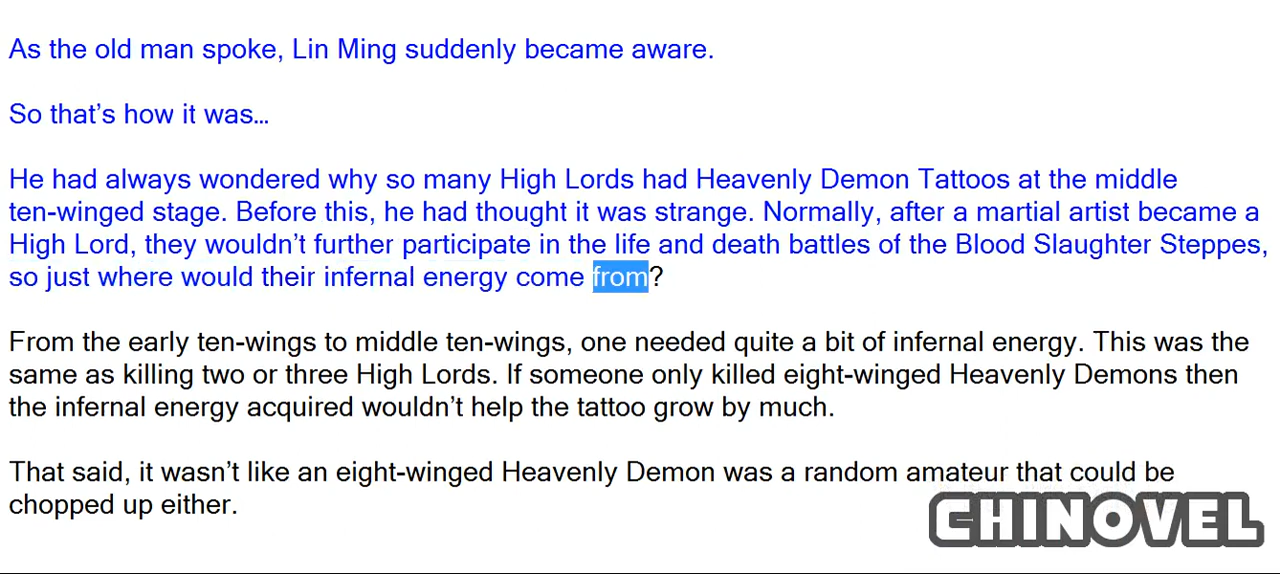 As the old man spoke, Lin Ming suddenly became aware.
So that’s how it was…
He had always wondered why so many High Lords had Heavenly Demon Tattoos at the middle
ten-winged stage. Before this, he had thought it was strange. Normally, after a martial artist became a
High Lord, they wouldn’t further participate in the life and death battles of the Blood Slaughter Steppes,
so just where would their infernal energy come from?
From the early ten-wings to middle ten-wings, one needed quite a bit of infernal energy. This was the
same as killing two or three High Lords. If someone only killed eight-winged Heavenly Demons then
the infernal energy acquired wouldn’t help the tattoo grow by much.
That said, it wasn’t like an eight-winged Heavenly Demon was a random amateur that could be
chopped up either.
CHINOVEL